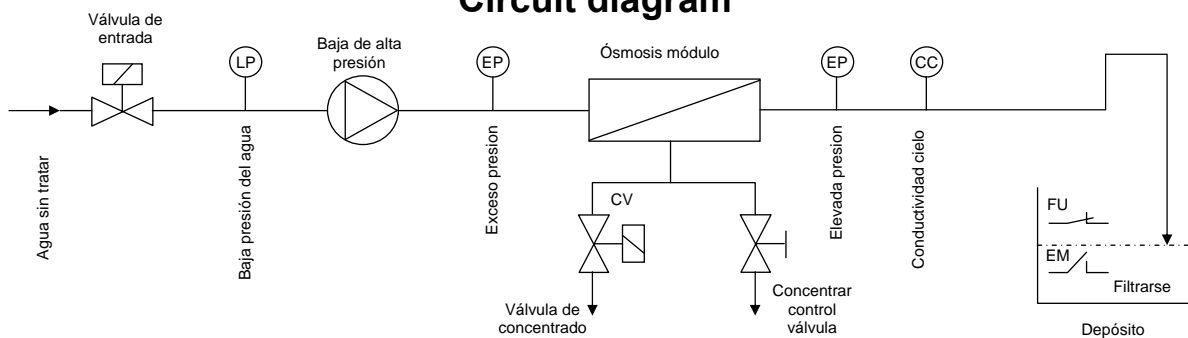 Circuit diagram
Válvula de
entrada
Baja de alta
presión
Ósmosis módulo
LP
EP
EP
CC
Agua sin tratar
Baja presión del agua
Exceso presion
Elevada presion
Conductividad cielo
CV
FU
EM
Filtrarse
Válvula de
concentrado
Concentrar
control
válvula
Depósito